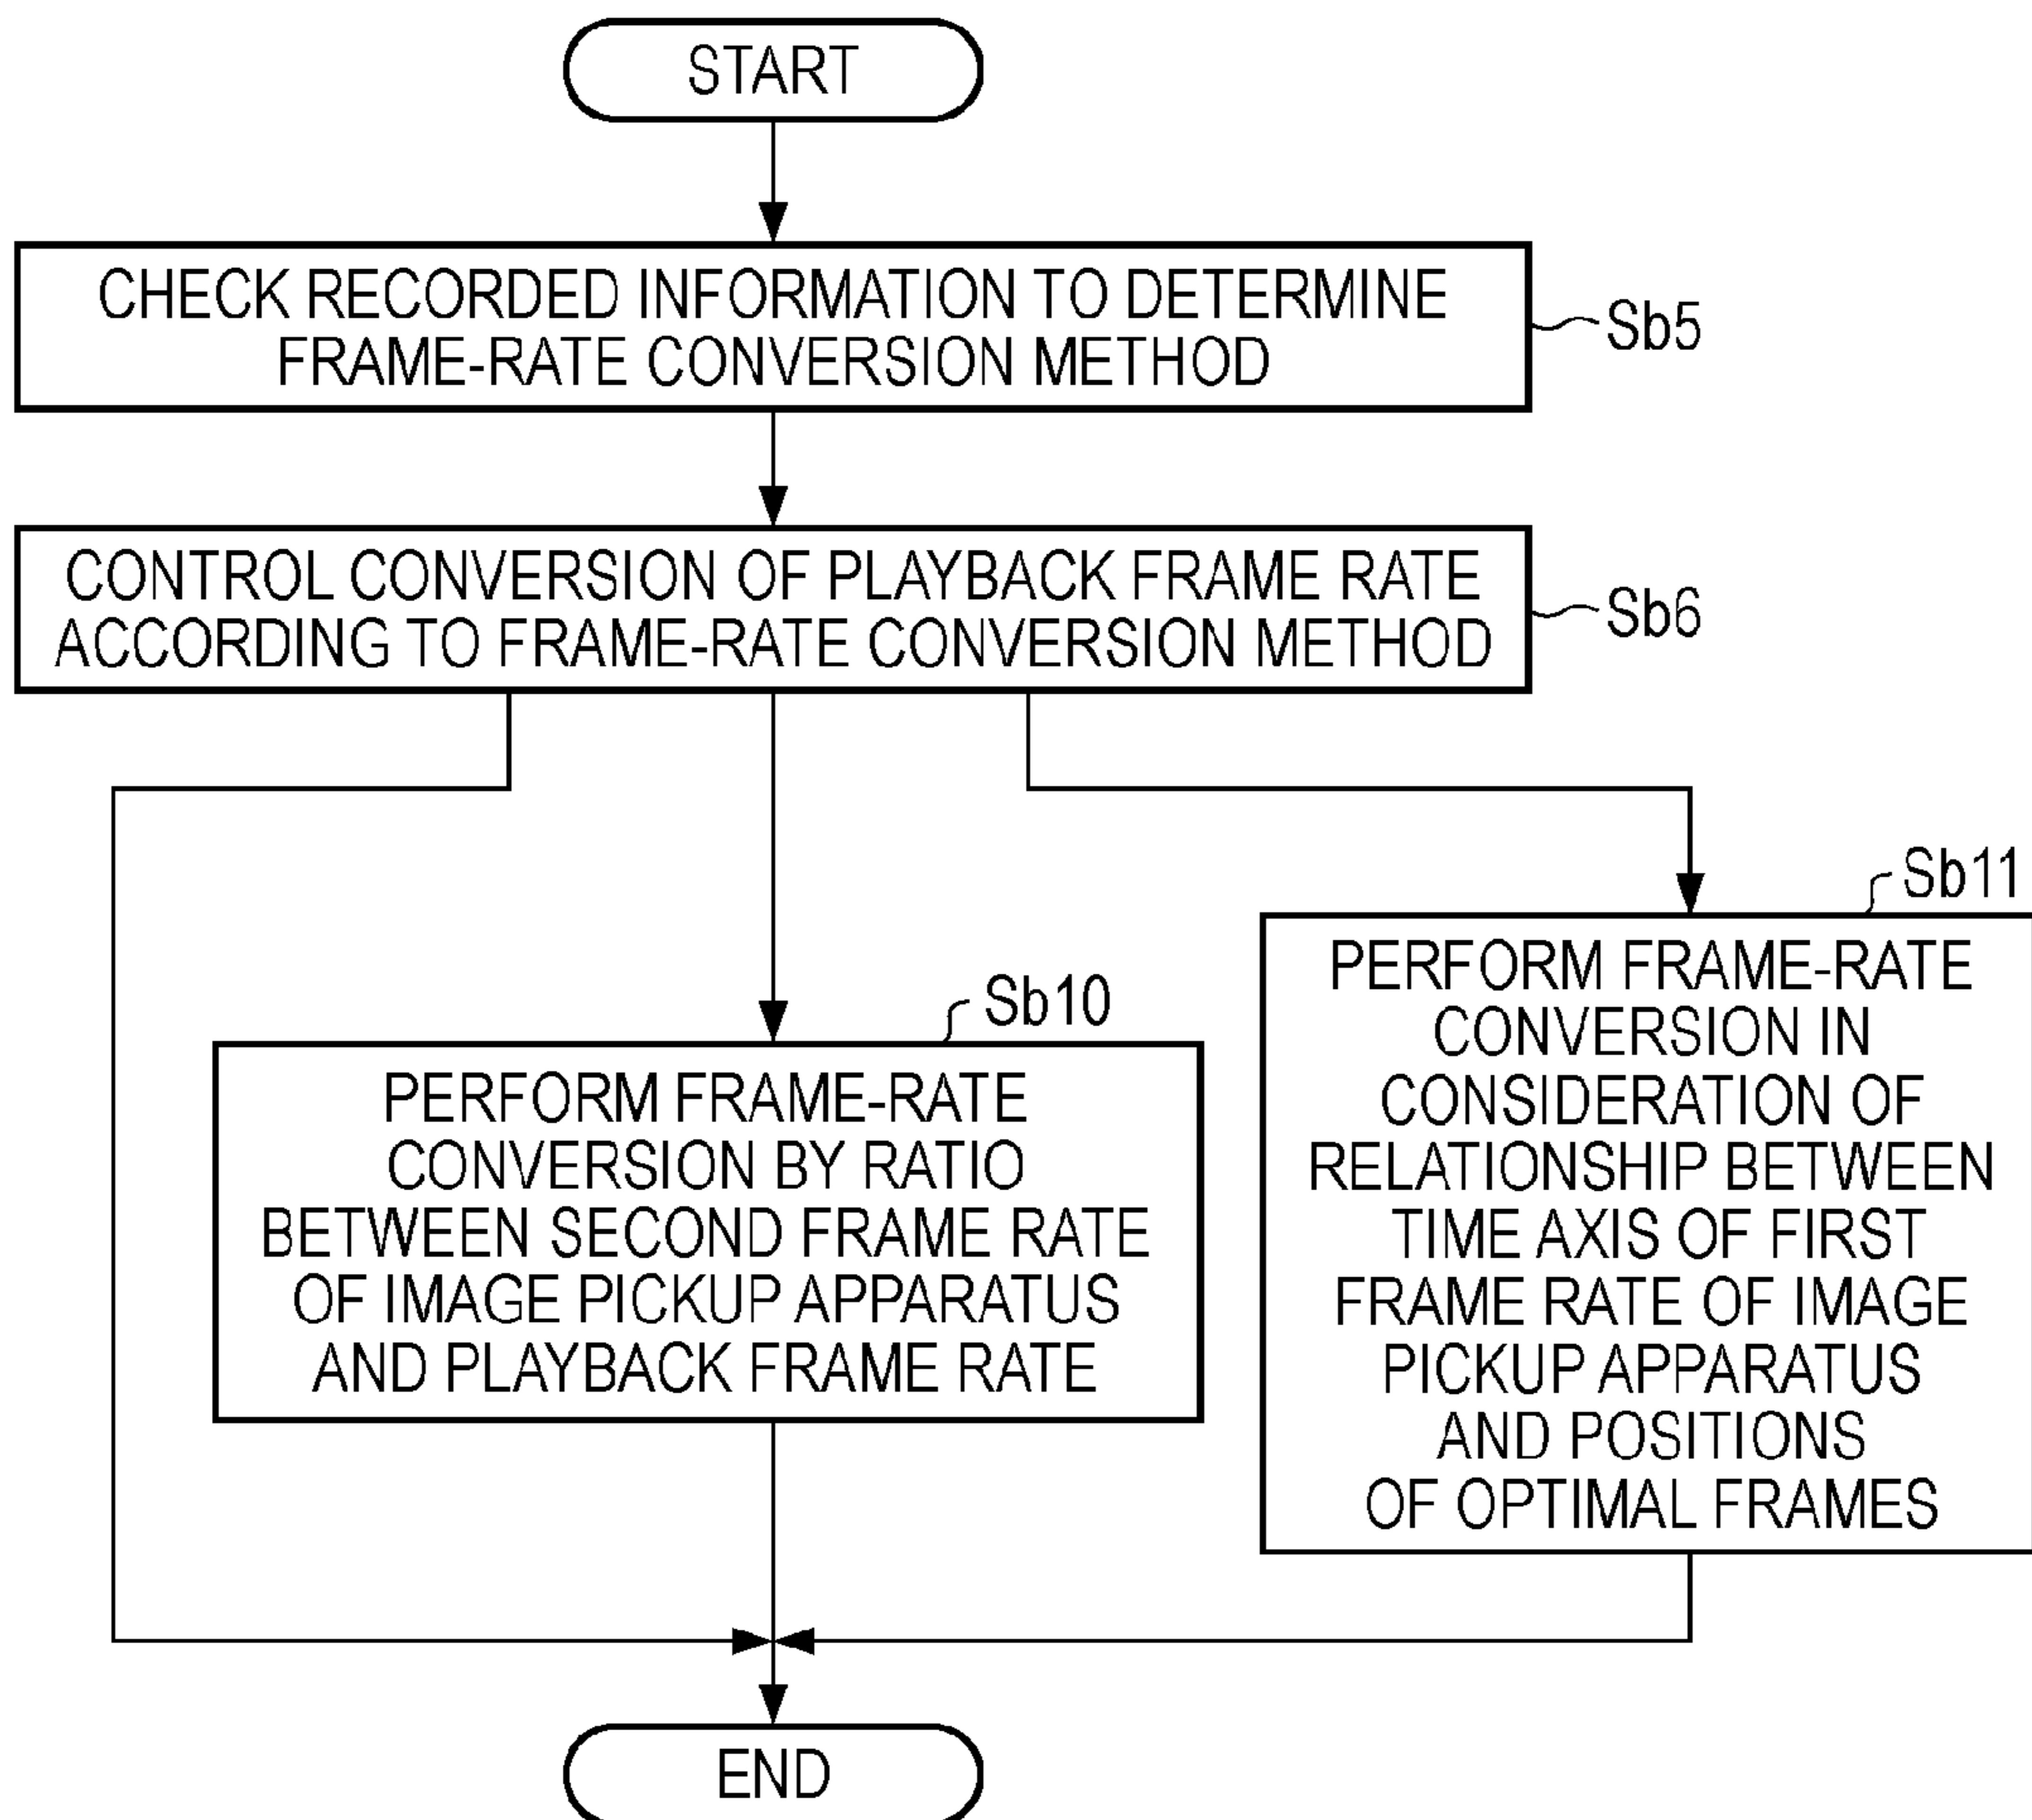 START
CHECK RECORDED INFORMATION TO DETERMINE
FRAME-RATE CONVERSION METHOD
Sb5
CONTROL CONVERSION OF PLAYBACK FRAME RATE
ACCORDING TO FRAME-RATE CONVERSION METHOD
Sb6
Sb10
PERFORM FRAME-RATE
CONVERSION BY RATIO
BETWEEN SECOND FRAME RATE
OF IMAGE PICKUP APPARATUS
AND PLAYBACK FRAME RATE
Sb11
PERFORM FRAME-RATE
CONVERSION IN
CONSIDERATION OF
RELATIONSHIP BETWEEN
TIME AXIS OF FIRST
FRAME RATE OF IMAGE
PICKUP APPARATUS
AND POSITIONS
OF OPTIMAL FRAMES
END